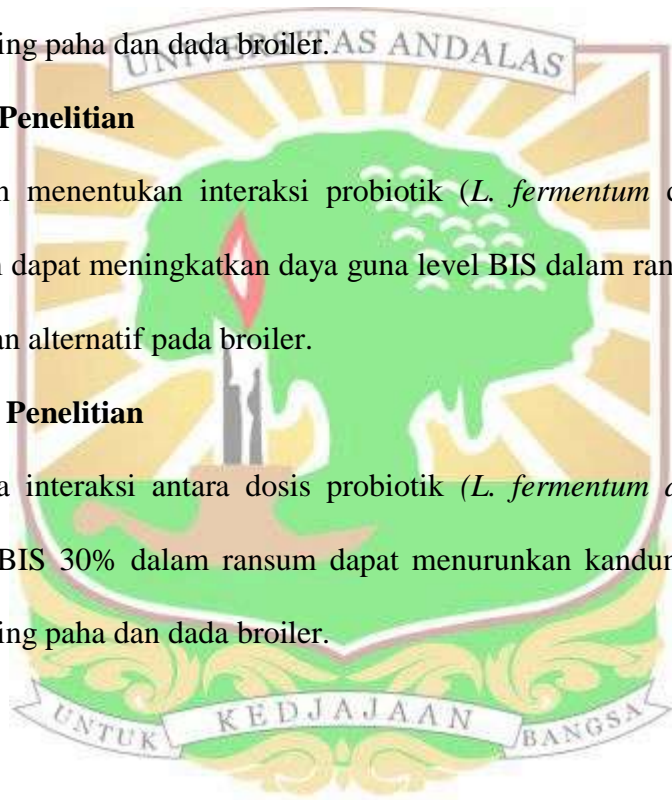 ing paha dan dada broiler.
UNIVERSITAS ANDALAS
Penelitian
n menentukan interaksi probiotik (L. fermentum d
n dapat meningkatkan daya guna level BIS dalam ran
an alternatif pada broiler.
Penelitian
a interaksi antara dosis probiotik (L. fermentum d
BIS 30% dalam ransum dapat menurunkan kandun
ing paha dan dada broiler.
UNTUK KEDJAJAAN BANGSA